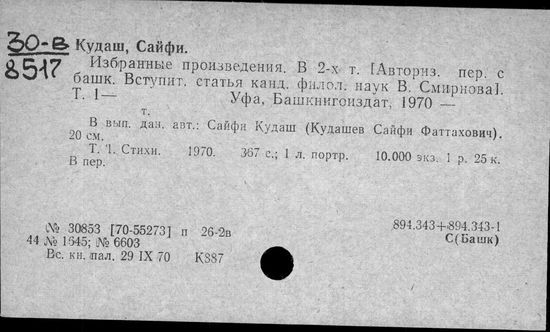 30-в
8517
Кудаш, Сайфи.
Избранные произведения. В 2-х т. [Авториз. пер. с
башк. Вступит. статья канд. филол. наук В. Смирнова].
Т. 1— Уфа, Башкнигоиздат, 1970 —
т.
В вып. дан. авт.: Сайфи Кудаш (Кудашев Сайфи Фаттахович).
20 см.
Т. 1. Стихи. 1970. 367 с.; 1 л. портр. 10.000 экз. 1 р. 25 к.
В пер.
№ 30853 [70-55273] п 26-2в
44 № 1645; № 6603
Вс. кн. пал. 29 IX 70 К887
894.343+894.343-1
С(Башк)